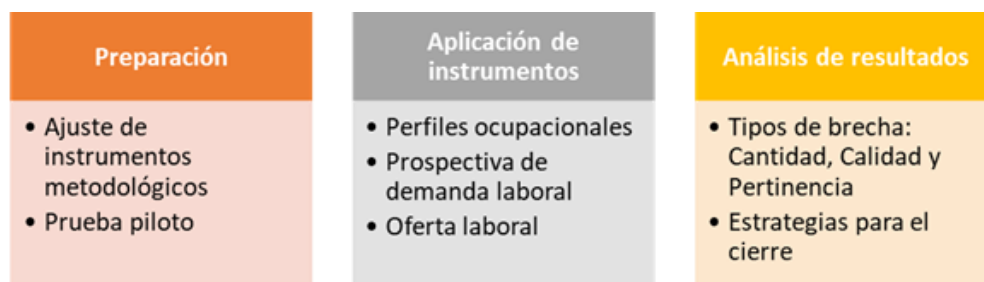 Preparación
• Ajuste de
instrumentos
metodológicos
• Prueba piloto
Aplicación de
instrumentos
• Perfiles ocupacionales
• Prospectiva de
demanda laboral
• Oferta laboral
Análisis de resultados
• Tipos de brecha:
Cantidad, Calidad y
Pertinencia
• Estrategias para el
cierre